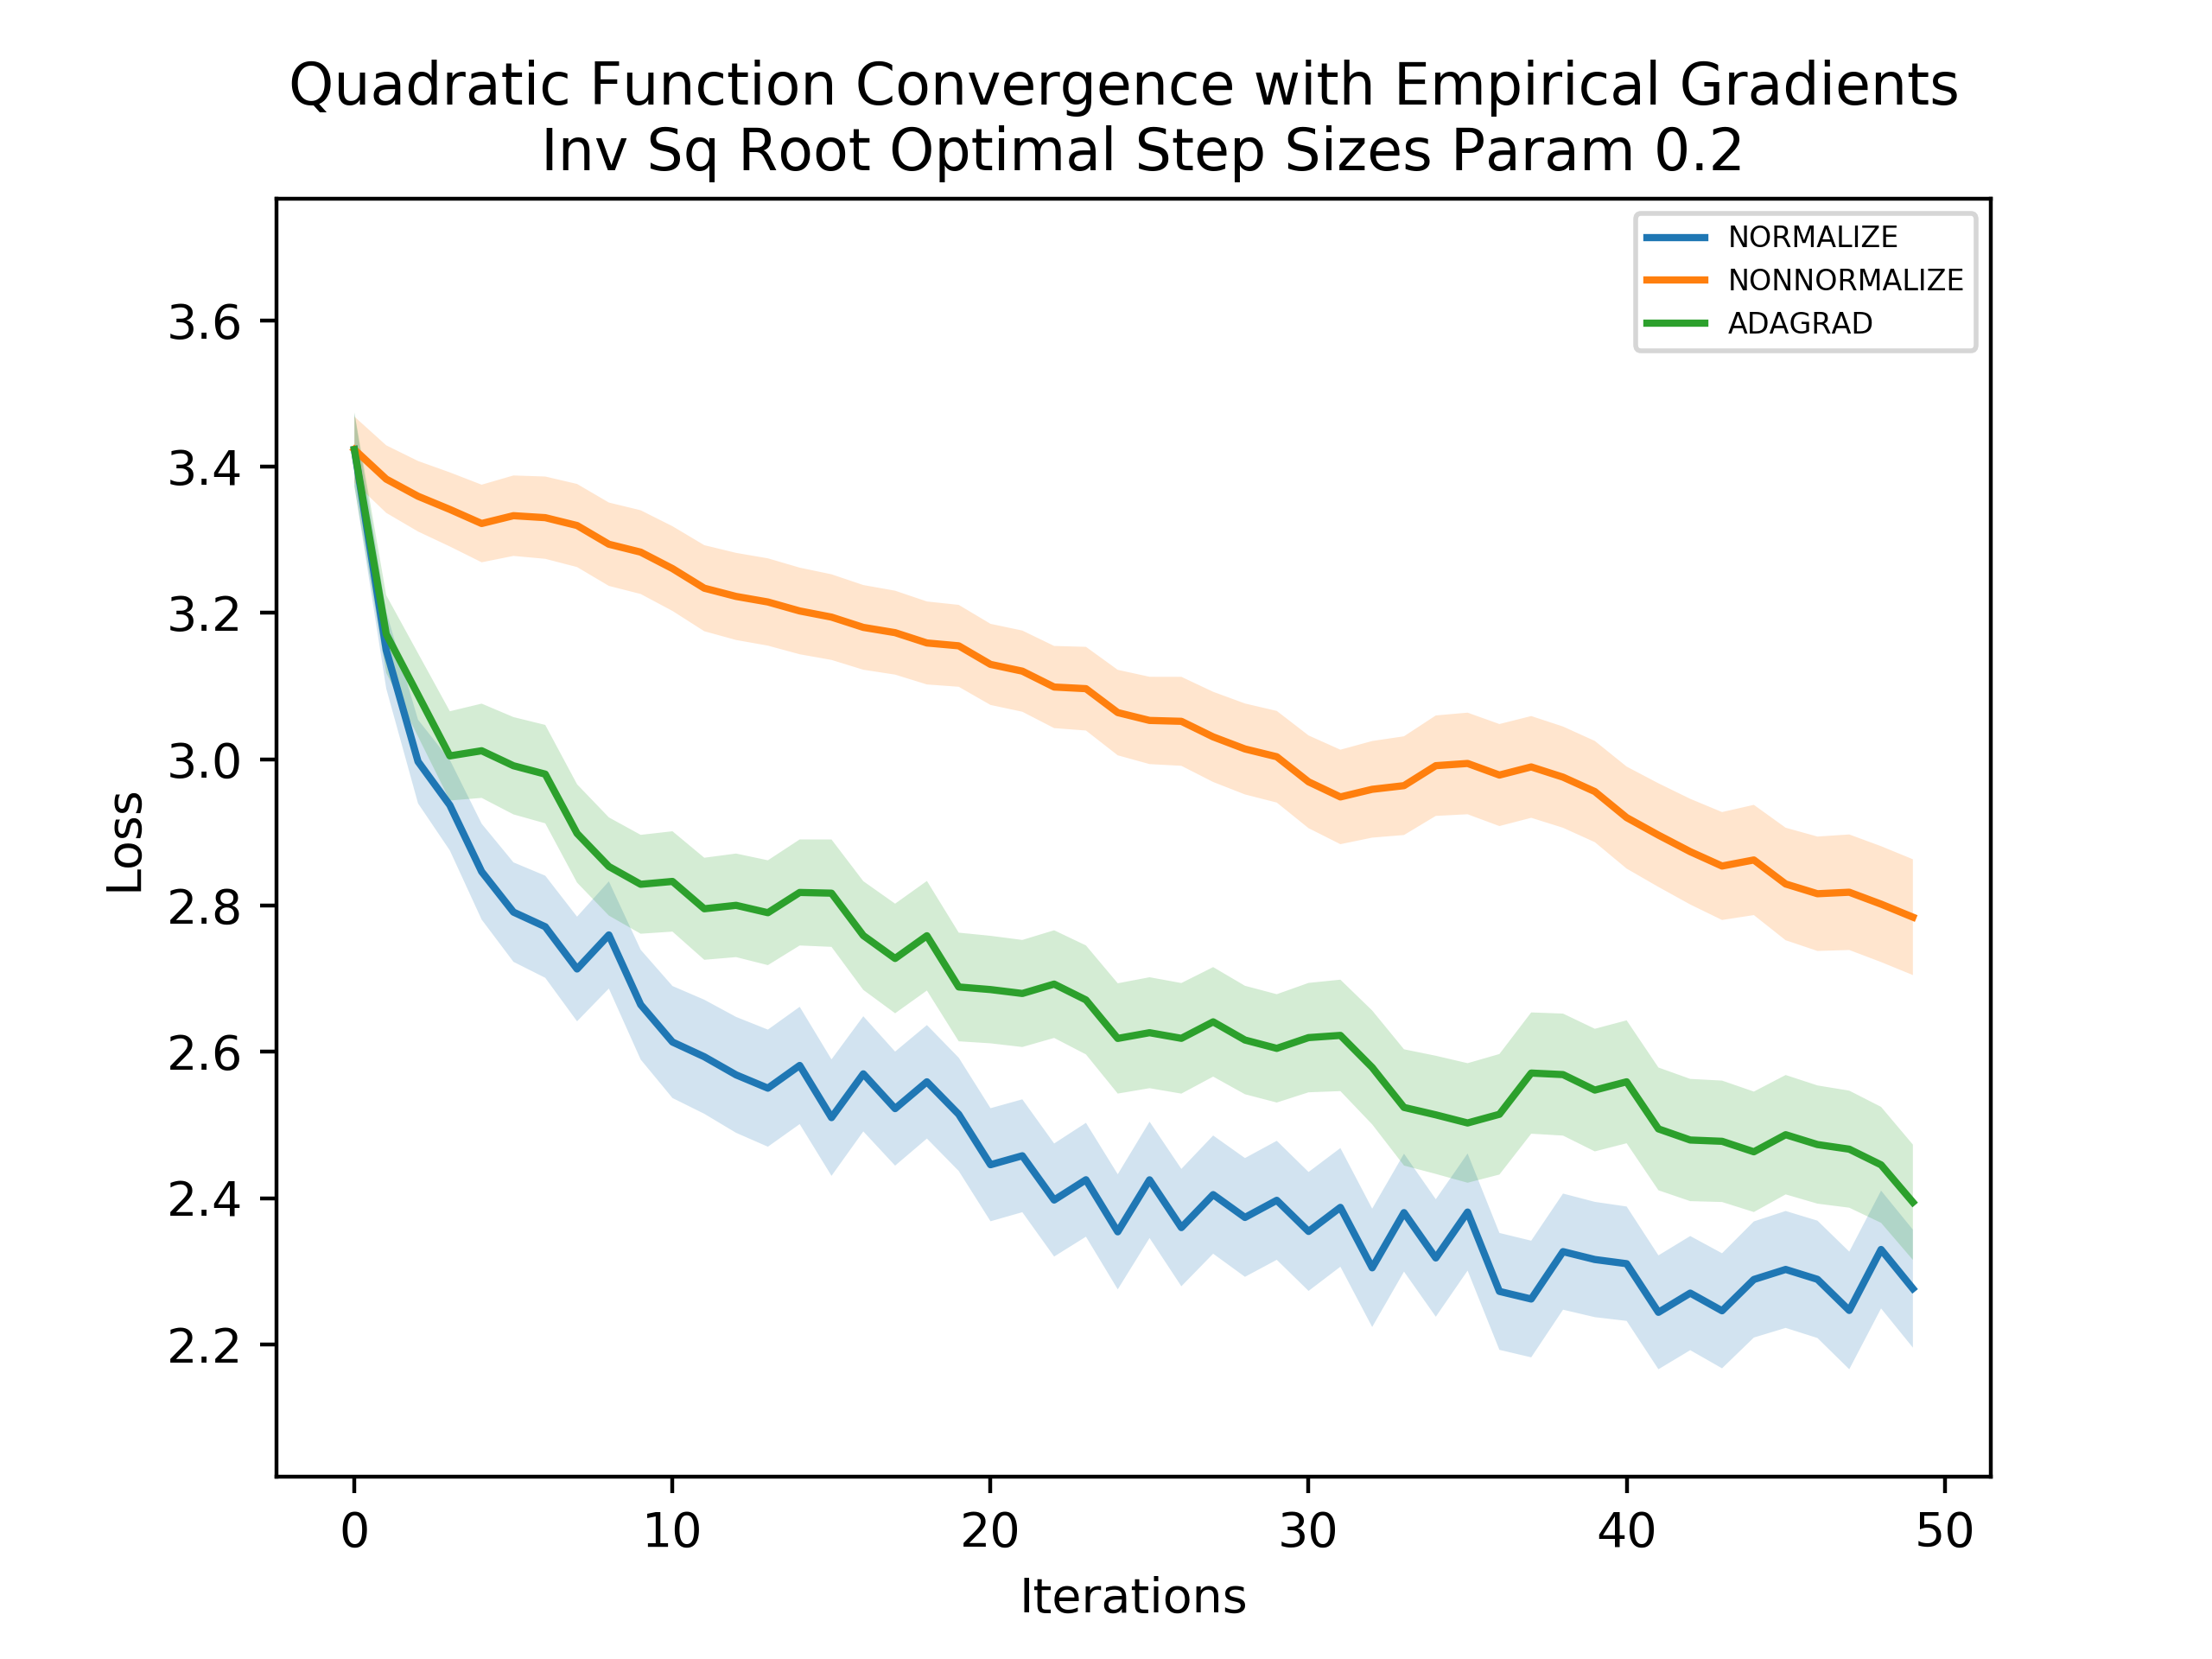 Quadratic Function Convergence with Empirical Gradients
Inv Sq Root Optimal Step Sizes Param 0.2
NORMALIZE
NONNORMALIZE
ADAGRAD
3.6
3.4
3.2
3.0
2.8
2.6
2.4
2.2
Loss
0 10 20 30 40 50
Iterations